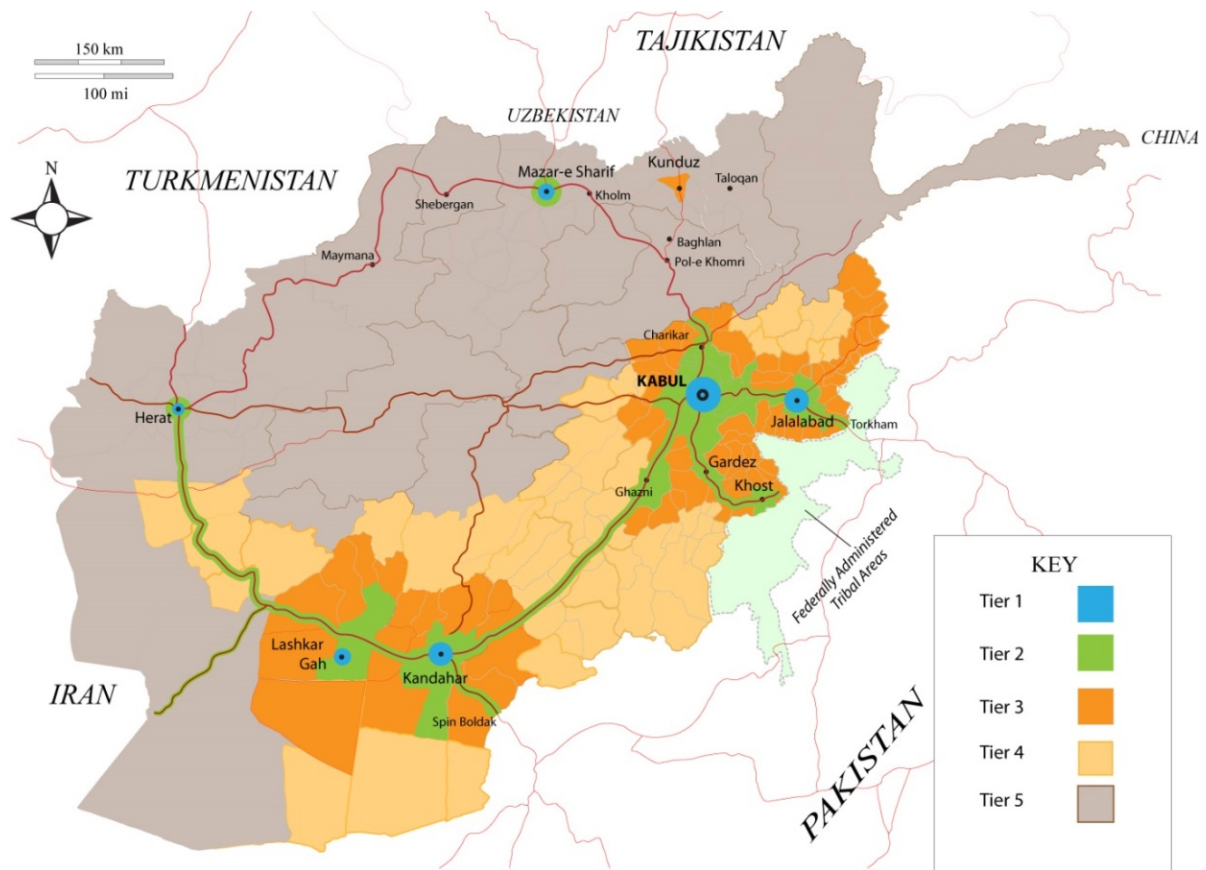 150 km
100 mi
TAJIKISTAN
UZBEKISTAN
CHINA
N
TURKMENISTAN
Mazar-e Sharif
Kunduz
Taloqan
Shebergan
Kholm
Baghlan
Maymana
Pol-e Khomri
Charikar
KABUL
Herat
Jalalabad
Torkham
Gardez
Khost
Ghazni
Federally Administered
Tribal Areas
Lashkar
Gah
Kandahar
IRAN
Spin Boldak
PAKISTAN
KEY
Tier 1
Tier 2
Tier 3
Tier 4
Tier 5